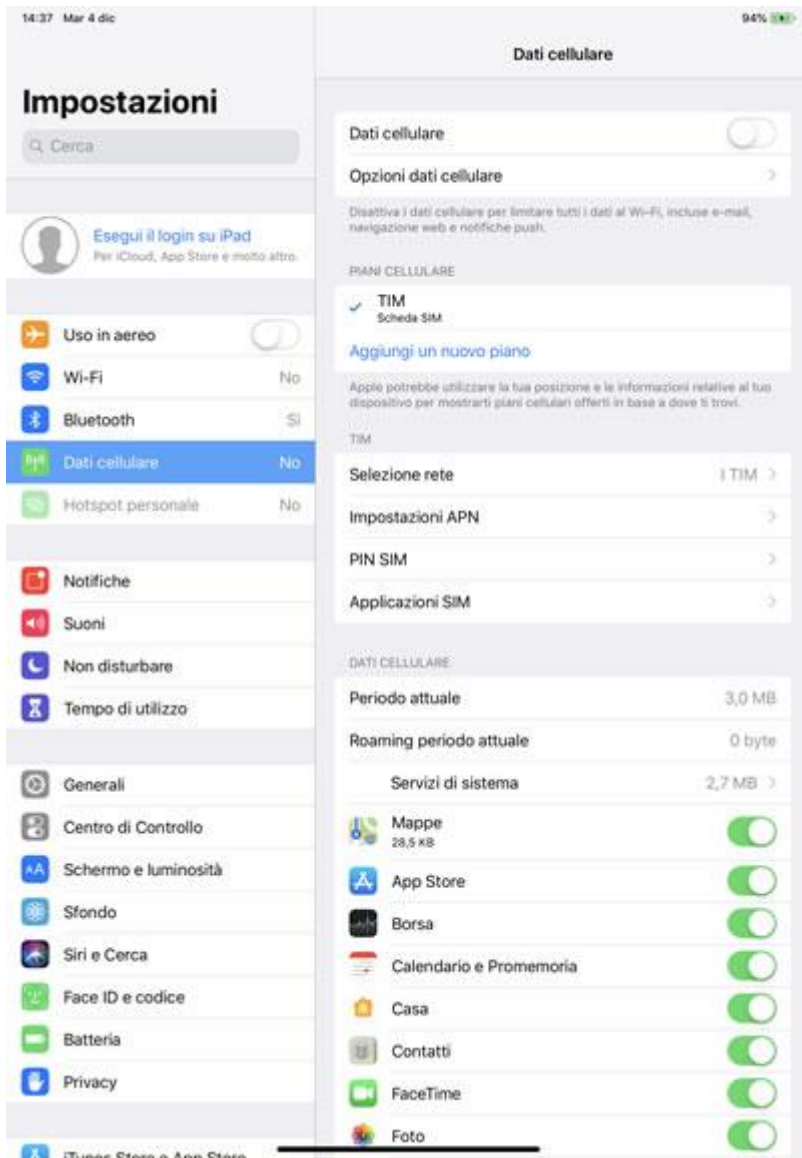 14:37 Mar 4 dic
94%
Impostazioni
Cerca
Esegui il login su iPad
Per iCloud, App Store e molto altro.
Uso in aereo
Wi-Fi No
Bluetooth Sì
Dati cellulare No
Hotspot personale No
Notifiche
Suoni
Non disturbare
Tempo di utilizzo
Generali
Centro di Controllo
AA Schermo e luminosità
Sfondo
Siri e Cerca
Face ID e codice
Batteria
Privacy
iTunes Store e App Store
Dati cellulare
Dati cellulare
Opzioni dati cellulare
Disattiva i dati cellulare per limitare tutti i dati al Wi-Fi, incluse e-mail,
navigazione web e notifiche push.
PIANI CELLULARE
TIM
Scheda SIM
Aggiungi un nuovo piano
Apple potrebbe utilizzare la tua posizione e le informazioni relative al tuo
dispositivo per mostrarti piani cellulari offerti in base a dove ti trovi.
TIM
Selezione rete I TIM
Impostazioni APN
PIN SIM
Applicazioni SIM
DATI CELLULARE
Periodo attuale 3,0 MB
Roaming periodo attuale 0 byte
Servizi di sistema 2,7 MB
Mappe
28,5 KB
App Store
Borsa
Calendario e Promemoria
Casa
Contatti
FaceTime
Foto